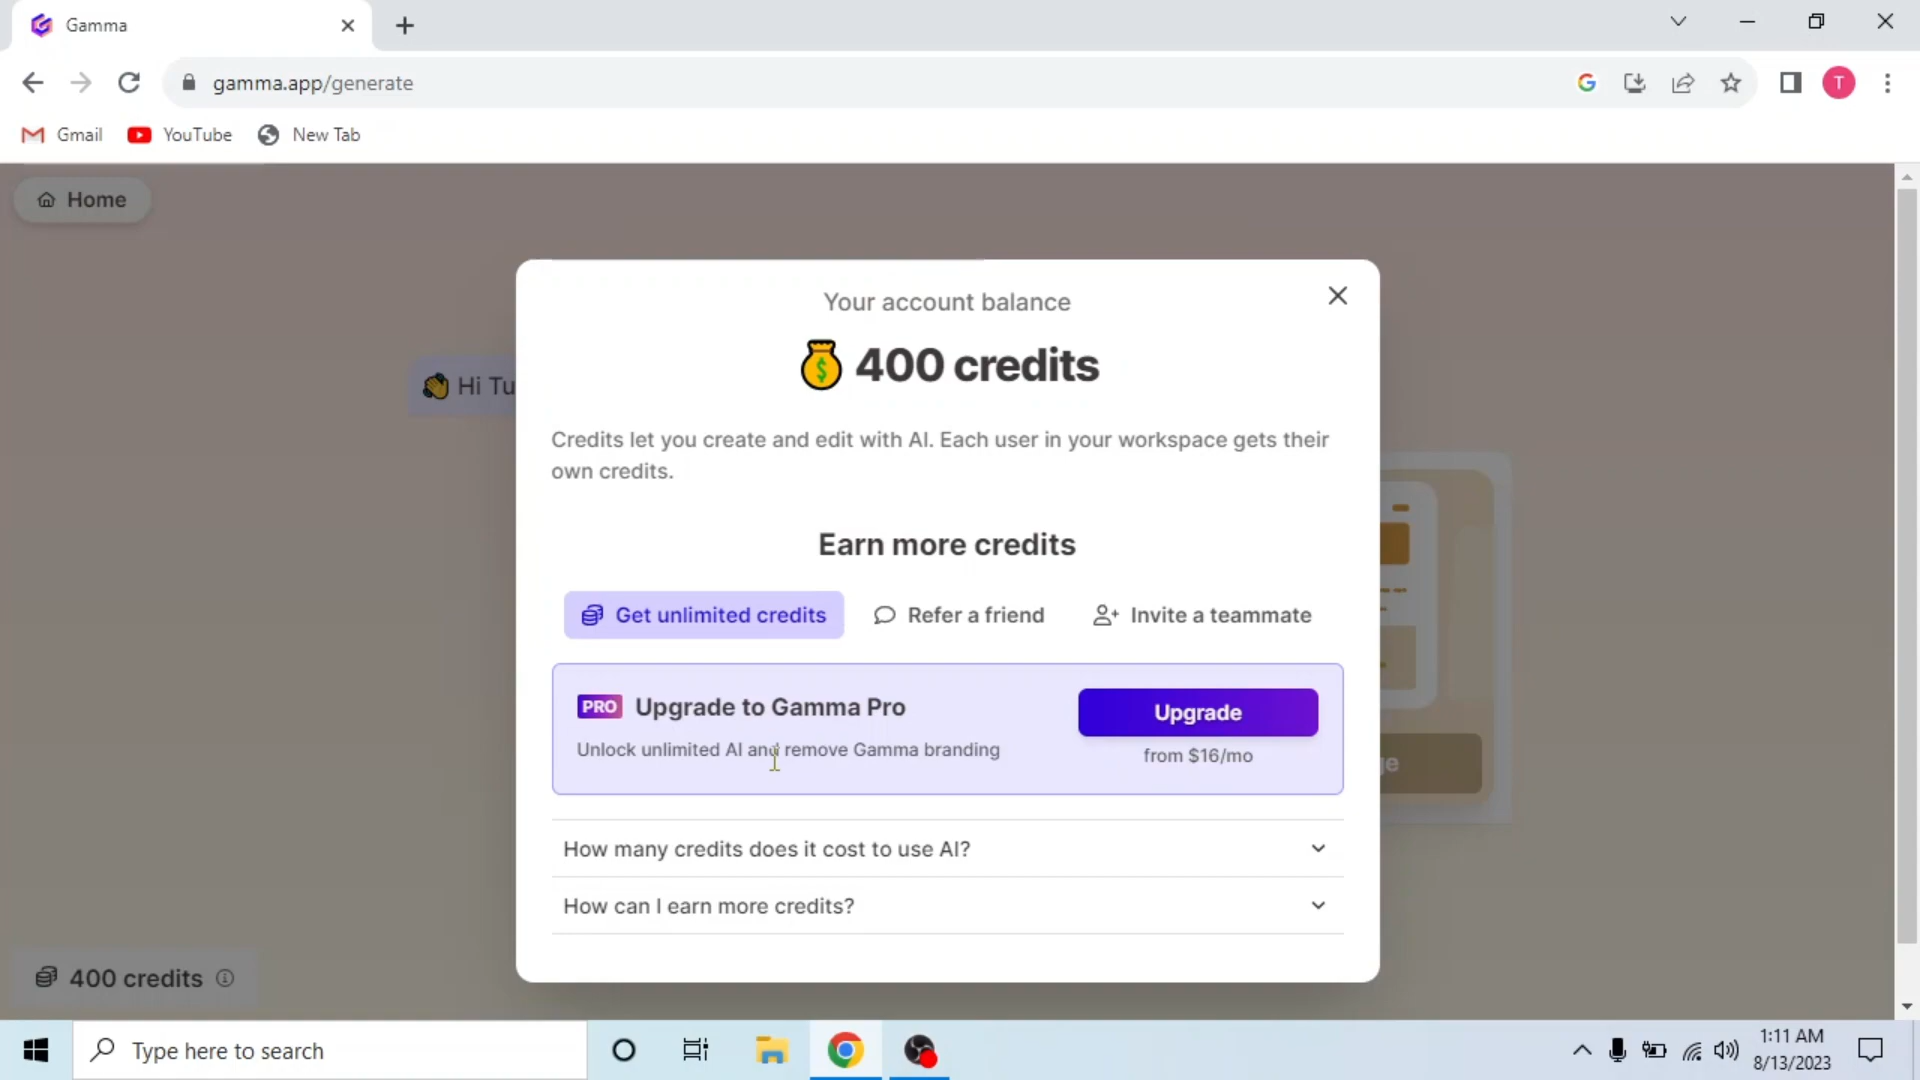 Gamma
gamma.app/generate
T
Gmail
YouTube
New Tab
Home
Your account balance
400 credits
Hi Tu
Credits let you create and edit with AI. Each user in your workspace gets their
own credits.
Earn more credits
Get unlimited credits
Refer a friend
Invite a teammate
PRO Upgrade to Gamma Pro
Upgrade
Unlock unlimited AI and remove Gamma branding
from $16/mo
ge
How many credits does it cost to use AI?
How can I earn more credits?
400 credits
Type here to search
1:11 AM
8/13/2023